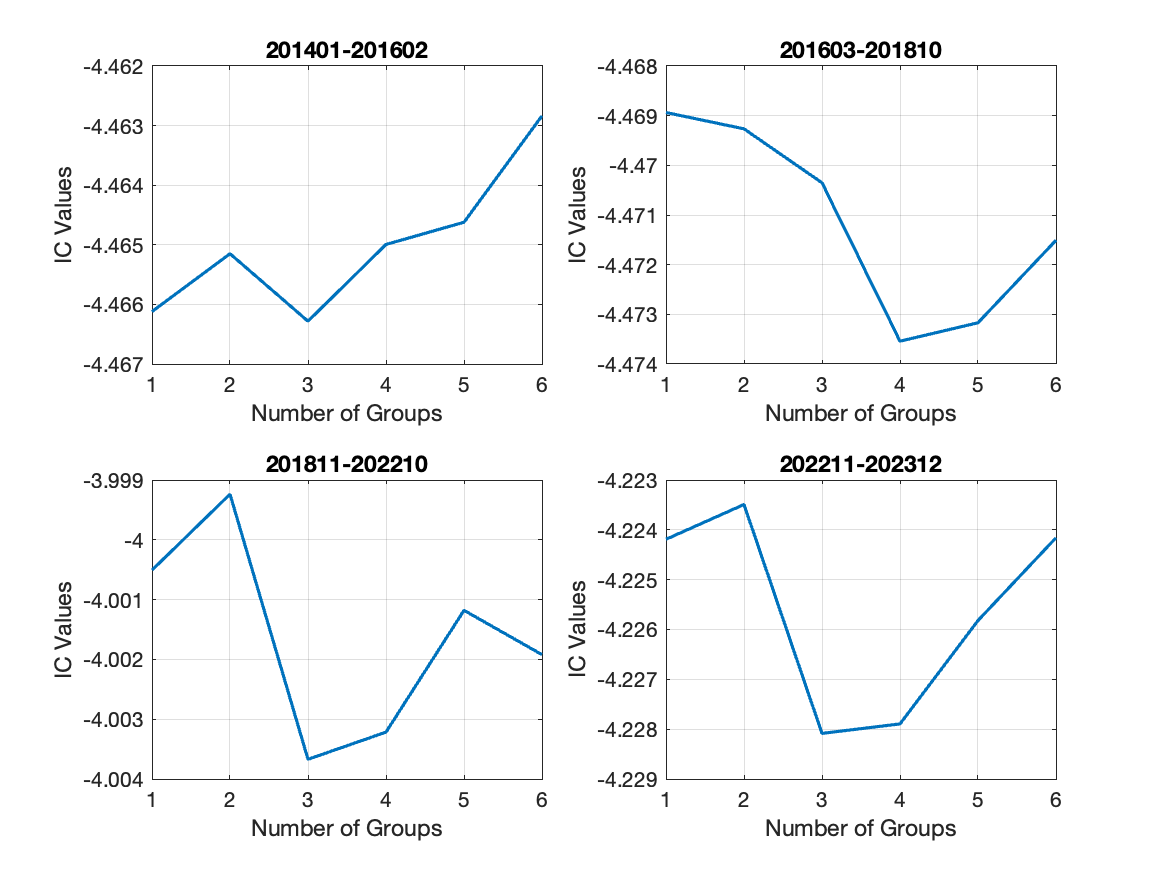 201401-201602
-4.462
-4.463
-4.464
-4.465
-4.466
-4.467
IC Values
1 2 3 4 5 6
Number of Groups
201603-201810
-4.468
-4.469
-4.47
-4.471
-4.472
-4.473
-4.474
IC Values
1 2 3 4 5 6
Number of Groups
201811-202210
-3.999
-4
-4.001
-4.002
-4.003
-4.004
IC Values
1 2 3 4 5 6
Number of Groups
202211-202312
-4.223
-4.224
-4.225
-4.226
-4.227
-4.228
-4.229
IC Values
1 2 3 4 5 6
Number of Groups